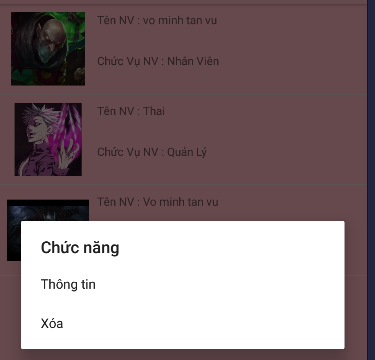 Tên NV : vo minh tan vu
Chức Vụ NV : Nhân Viên
Tên NV : Thai
Chức Vụ NV : Quản Lý
Tên NV : Vo minh tan vu
Chức năng
Thông tin
Xóa